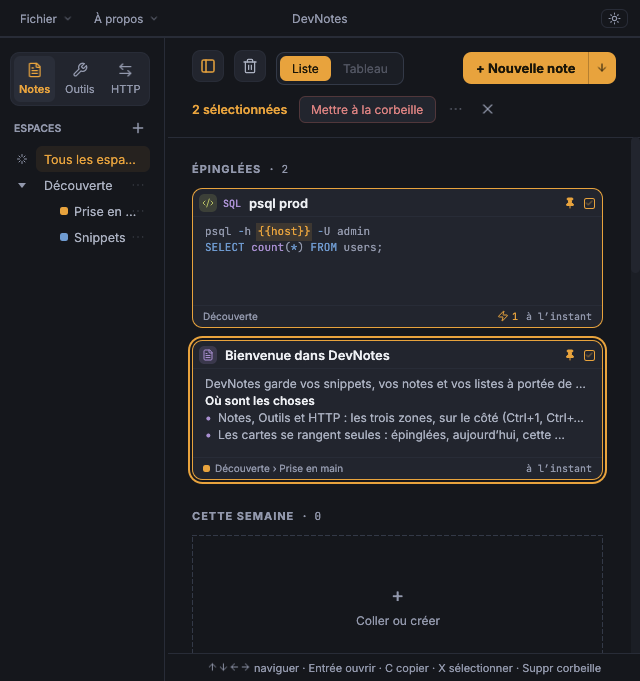 Fichier
À propos
DevNotes
Notes
Outils
HTTP
Liste
Tableau
+ Nouvelle note
2 sélectionnées
Mettre à la corbeille
ESPACES
Tous les espa…
Découverte
Prise en …
Snippets
ÉPINGLÉES · 2
SQL psql prod
psql -h {{host}} -U admin
SELECT count(*) FROM users;
Découverte
1 à l’instant
Bienvenue dans DevNotes
DevNotes garde vos snippets, vos notes et vos listes à portée de …
Où sont les choses
• Notes, Outils et HTTP : les trois zones, sur le côté (Ctrl+1, Ctrl+…
• Les cartes se rangent seules : épinglées, aujourd’hui, cette …
Découverte › Prise en main
à l’instant
CETTE SEMAINE · 0
+
Coller ou créer
↑↓←→ naviguer · Entrée ouvrir · C copier · X sélectionner · Suppr corbeille